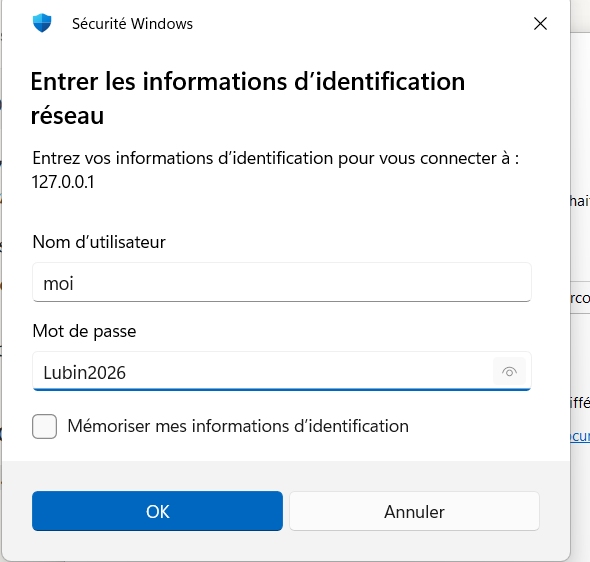 Sécurité Windows
Entrer les informations d’identification
réseau
Entrez vos informations d’identification pour vous connecter à :
127.0.0.1
Nom d’utilisateur
moi
Mot de passe
Lubin2026
Mémoriser mes informations d’identification
OK
Annuler